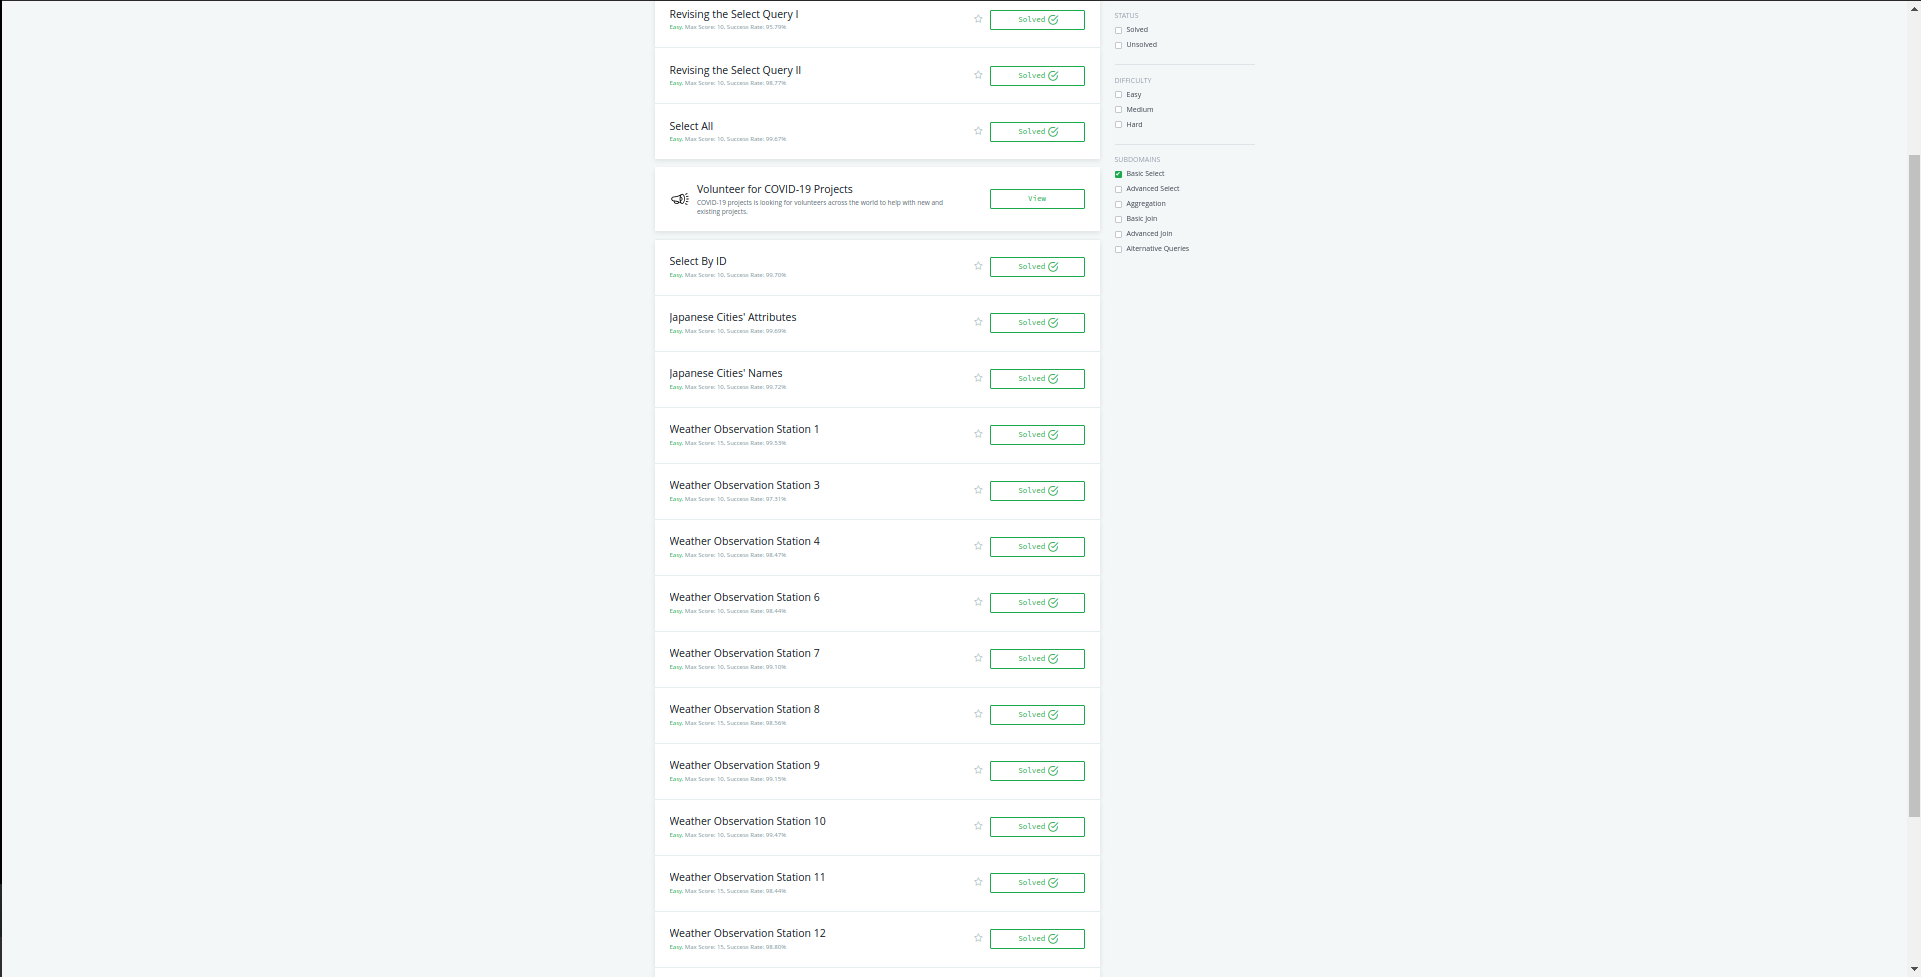 Revising the Select Query I
Easy, Max Score: 10, Success Rate: 95.79%
Solved
Revising the Select Query II
Easy, Max Score: 10, Success Rate: 98.77%
Solved
Select All
Easy, Max Score: 10, Success Rate: 99.67%
Solved
Volunteer for COVID-19 Projects
COVID-19 projects is looking for volunteers across the world to help with new and
existing projects.
View
Select By ID
Easy, Max Score: 10, Success Rate: 99.70%
Solved
Japanese Cities' Attributes
Easy, Max Score: 10, Success Rate: 99.69%
Solved
Japanese Cities' Names
Easy, Max Score: 10, Success Rate: 99.72%
Solved
Weather Observation Station 1
Easy, Max Score: 15, Success Rate: 99.53%
Solved
Weather Observation Station 3
Easy, Max Score: 10, Success Rate: 97.31%
Solved
Weather Observation Station 4
Easy, Max Score: 10, Success Rate: 98.47%
Solved
Weather Observation Station 6
Easy, Max Score: 10, Success Rate: 98.44%
Solved
Weather Observation Station 7
Easy, Max Score: 10, Success Rate: 99.10%
Solved
Weather Observation Station 8
Easy, Max Score: 15, Success Rate: 98.56%
Solved
Weather Observation Station 9
Easy, Max Score: 10, Success Rate: 99.15%
Solved
Weather Observation Station 10
Easy, Max Score: 10, Success Rate: 99.47%
Solved
Weather Observation Station 11
Easy, Max Score: 15, Success Rate: 98.44%
Solved
Weather Observation Station 12
Easy, Max Score: 15, Success Rate: 98.80%
Solved
STATUS
Solved
Unsolved
DIFFICULTY
Easy
Medium
Hard
SUBDOMAINS
Basic Select
Advanced Select
Aggregation
Basic Join
Advanced Join
Alternative Queries